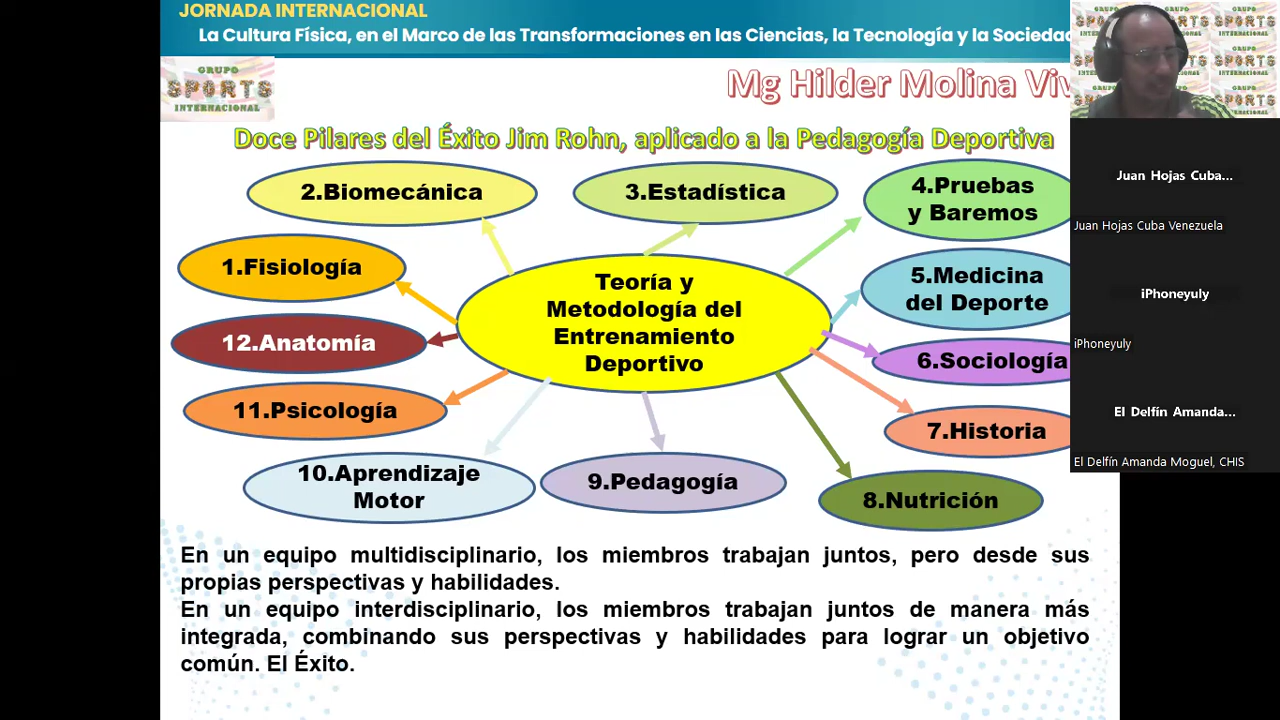 JORNADA INTERNACIONAL
La Cultura Física, en el Marco de las Transformaciones en las Ciencias, la Tecnología y la Sociedad
GRUPO
SPORTS
INTERNACIONAL
Mg Hilder Molina
Doce Pilares del Éxito Jim Rohn, aplicado a la Pedagogía Deportiva
2.Biomecánica
3.Estadística
4.Pruebas
y Baremos
1.Fisiología
Teoría y
Metodología del
Entrenamiento
Deportivo
5.Medicina
del Deporte
12.Anatomía
6.Sociología
11.Psicología
7.Historia
10.Aprendizaje
Motor
9.Pedagogía
8.Nutrición
En un equipo multidisciplinario, los miembros trabajan juntos, pero desde sus
propias perspectivas y habilidades.
En un equipo interdisciplinario, los miembros trabajan juntos de manera más
integrada, combinando sus perspectivas y habilidades para lograr un objetivo
común. El Éxito.
SPORTS
Juan Hojas Cuba...
Juan Hojas Cuba Venezuela
iPhoneyuly
iPhoneyuly
El Delfín Amanda...
El Delfín Amanda Moguel, CHIS